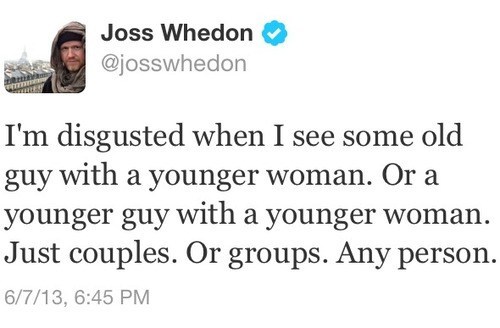 Joss Whedon
@josswhedon
I'm disgusted when I see some old
guy with a younger woman. Or a
younger guy with a younger woman.
Just couples. Or groups. Any person.
6/7/13, 6:45 PM